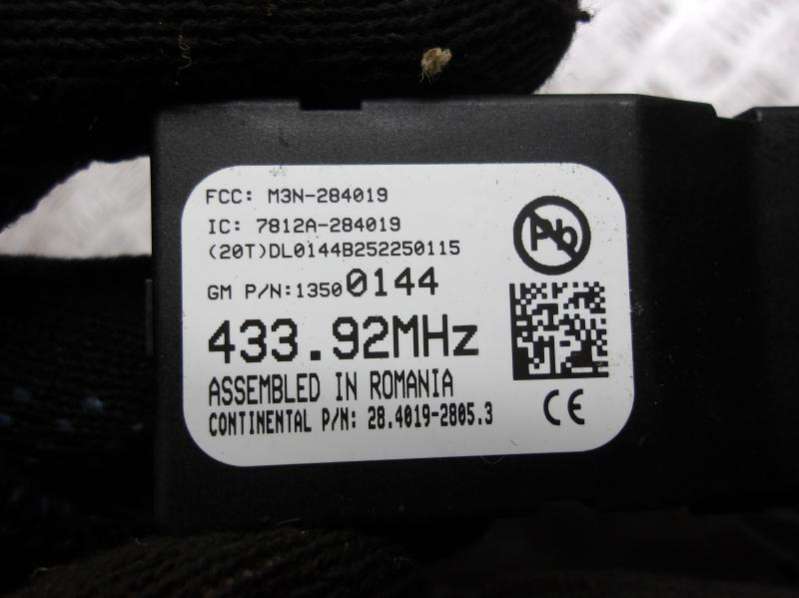 FCC: M3N-284019
IC: 7812A-284019
(20T)DL0144B252250115
GM P/N:13500144
433.92MHz
ASSEMBLED IN ROMANIA
CONTINENTAL P/N: 28.4019-2805.3
Pb
CE